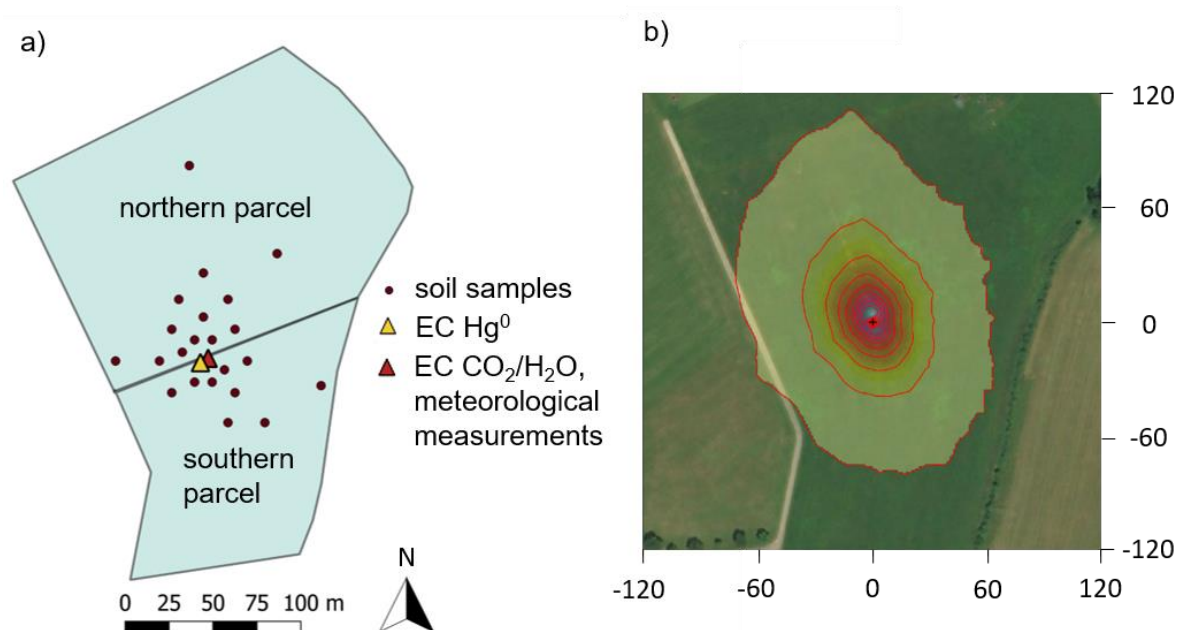 a)
northern parcel
soil samples
EC Hg⁰
EC CO₂/H₂O,
meteorological
measurements
southern
parcel
N
0 25 50 75 100 m
b)
120
60
0
-60
-120
-120 -60 0 60 120